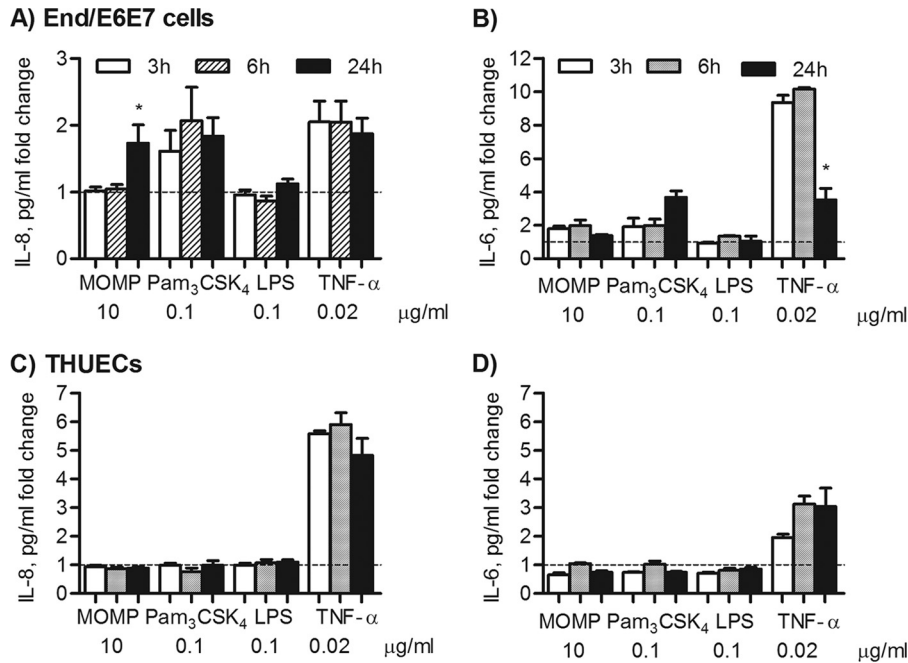 A) End/E6E7 cells
IL-8, pg/ml fold change
3
2
1
0
3h 6h 24h
*
MOMP Pam₃CSK₄ LPS TNF-α
10 0.1 0.1 0.02 μg/ml
B)
IL-6, pg/ml fold change
12
10
8
6
4
2
0
3h 6h 24h
*
MOMP Pam₃CSK₄ LPS TNF-α
10 0.1 0.1 0.02 μg/ml
C) THUECs
IL-8, pg/ml fold change
7
6
5
4
3
2
1
0
MOMP Pam₃CSK₄ LPS TNF-α
10 0.1 0.1 0.02 μg/ml
D)
IL-6, pg/ml fold change
7
6
5
4
3
2
1
0
MOMP Pam₃CSK₄ LPS TNF-α
10 0.1 0.1 0.02 μg/ml